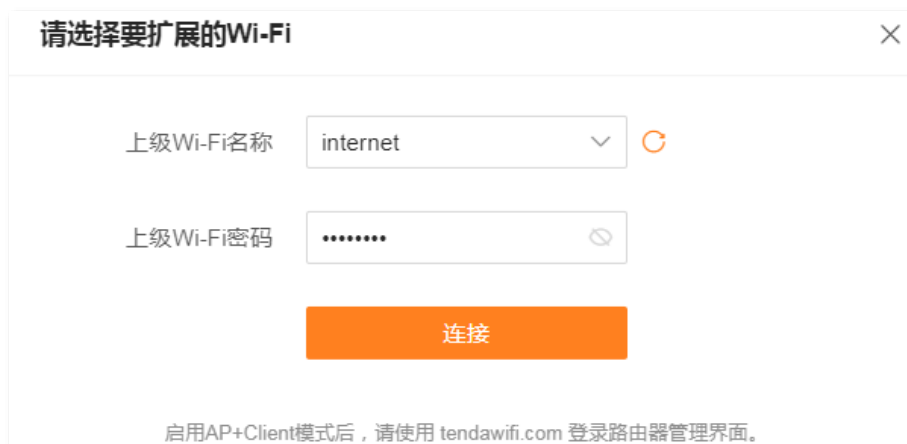 请选择要扩展的Wi-Fi
上级Wi-Fi名称 internet
上级Wi-Fi密码 ••••••••
连接
启用AP+Client模式后，请使用 tendawifi.com 登录路由器管理界面。